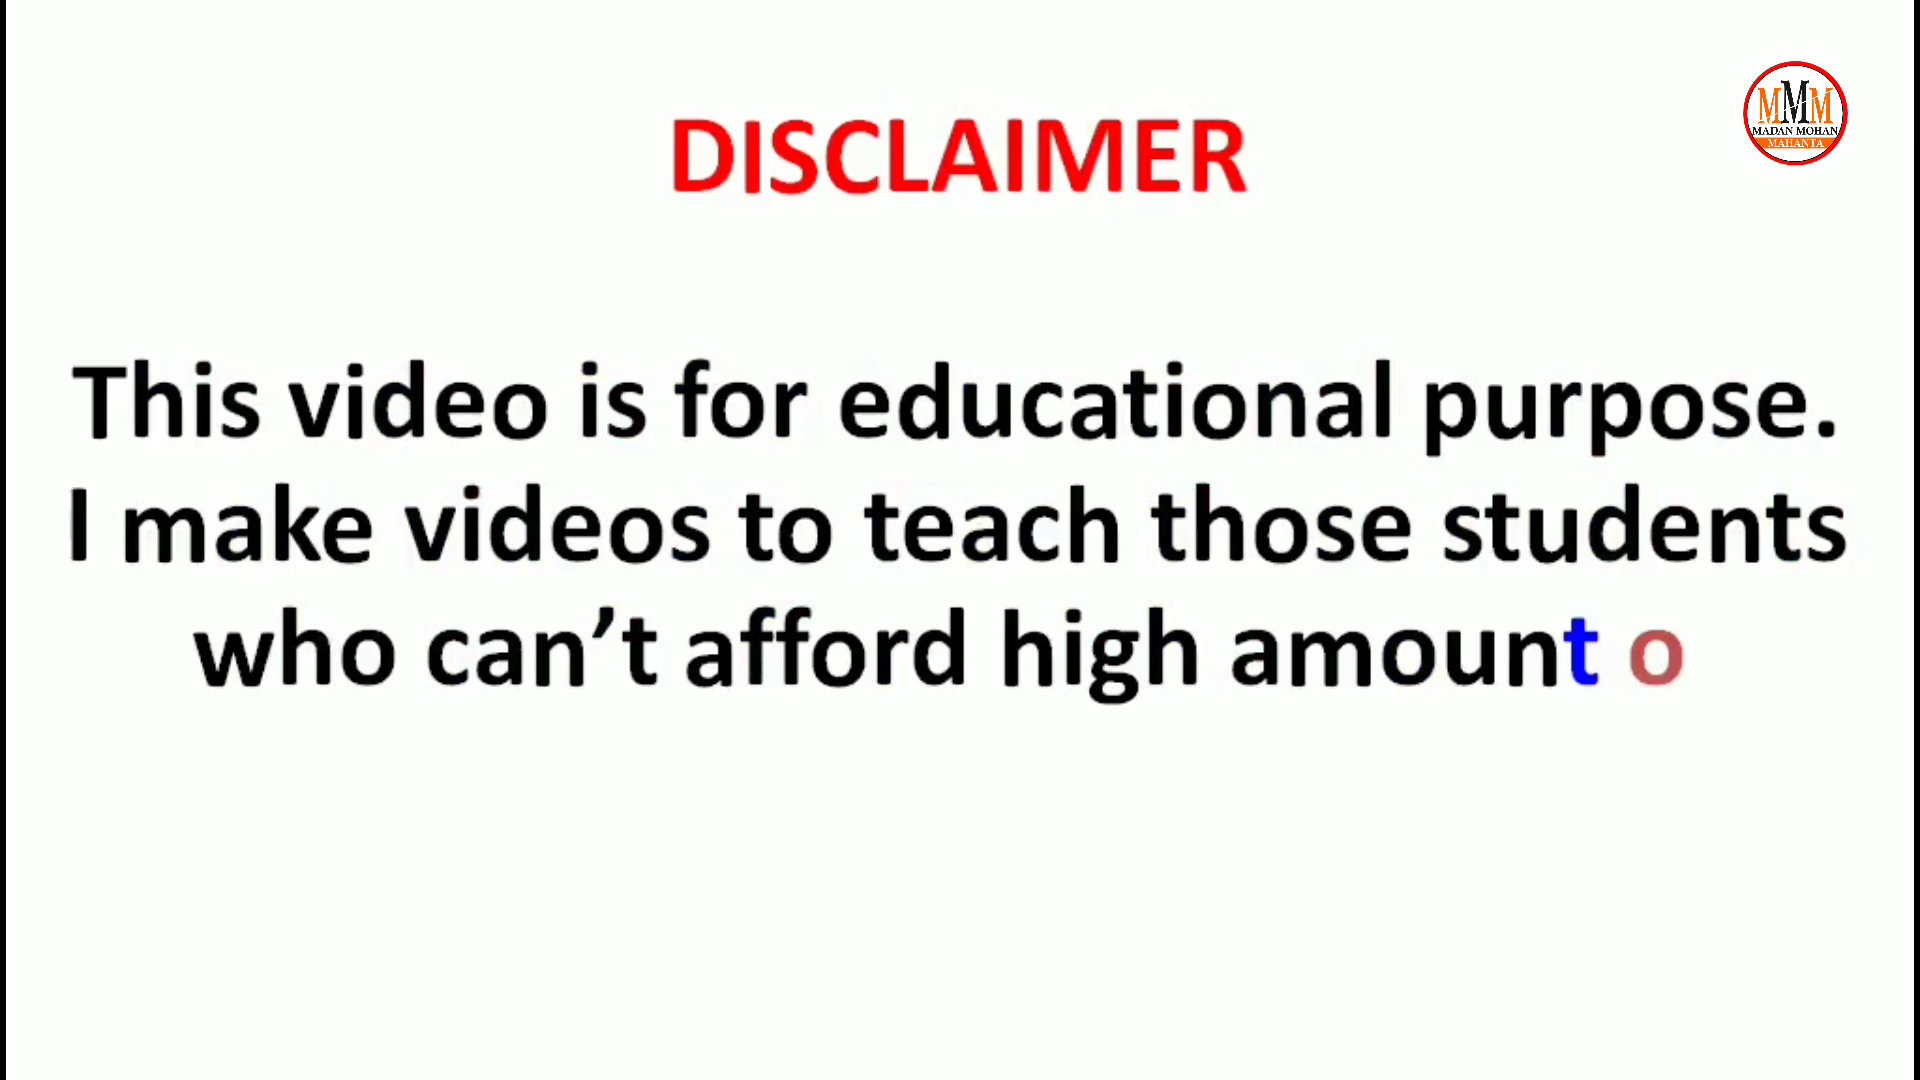 DISCLAIMER
MMM
MADAN MOHAN
MAHANTA
This video is for educational purpose.
I make videos to teach those students
who can’t afford high amount o